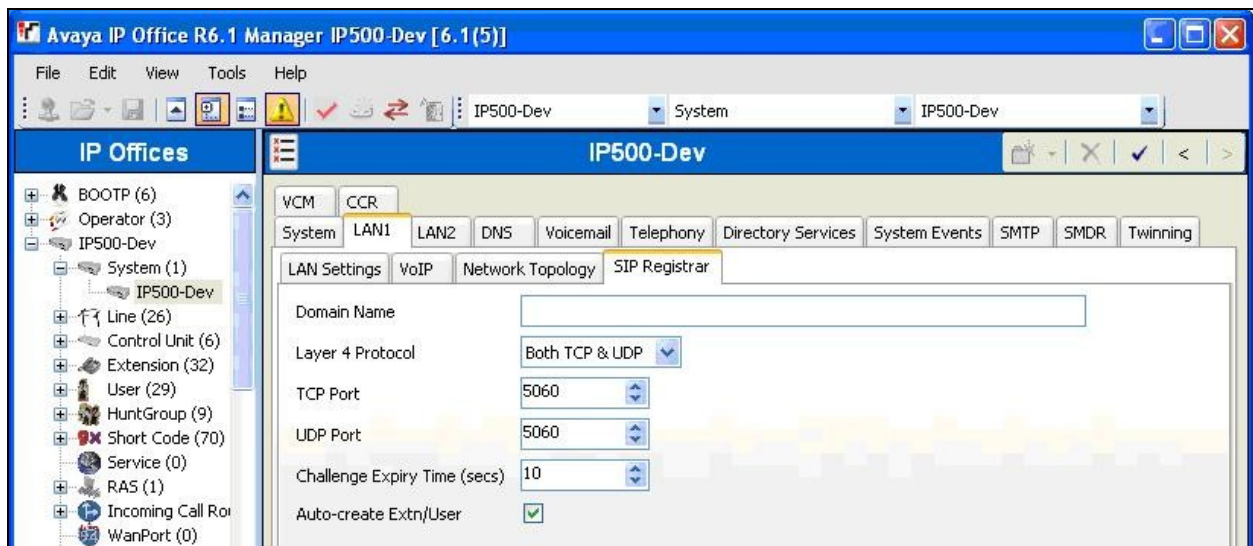 Avaya IP Office R6.1 Manager IP500-Dev [6.1(5)]
File Edit View Tools Help
IP500-Dev System IP500-Dev
IP Offices
IP500-Dev
BOOTP (6)
Operator (3)
IP500-Dev
System (1)
IP500-Dev
Line (26)
Control Unit (6)
Extension (32)
User (29)
HuntGroup (9)
Short Code (70)
Service (0)
RAS (1)
Incoming Call Rou
WanPort (0)
VCM CCR
System LAN1 LAN2 DNS Voicemail Telephony Directory Services System Events SMTP SMDR Twinning
LAN Settings VoIP Network Topology SIP Registrar
Domain Name
Layer 4 Protocol Both TCP & UDP
TCP Port 5060
UDP Port 5060
Challenge Expiry Time (secs) 10
Auto-create Extn/User